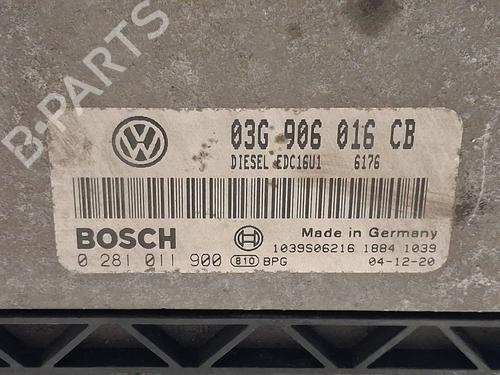 B-PARTS
03G 906 016 CB
DIESEL EDC16U1 6176
BOSCH
Made in Germany
1039S06216 1884 1039
0 281 011 900 810 BPG 04-12-20